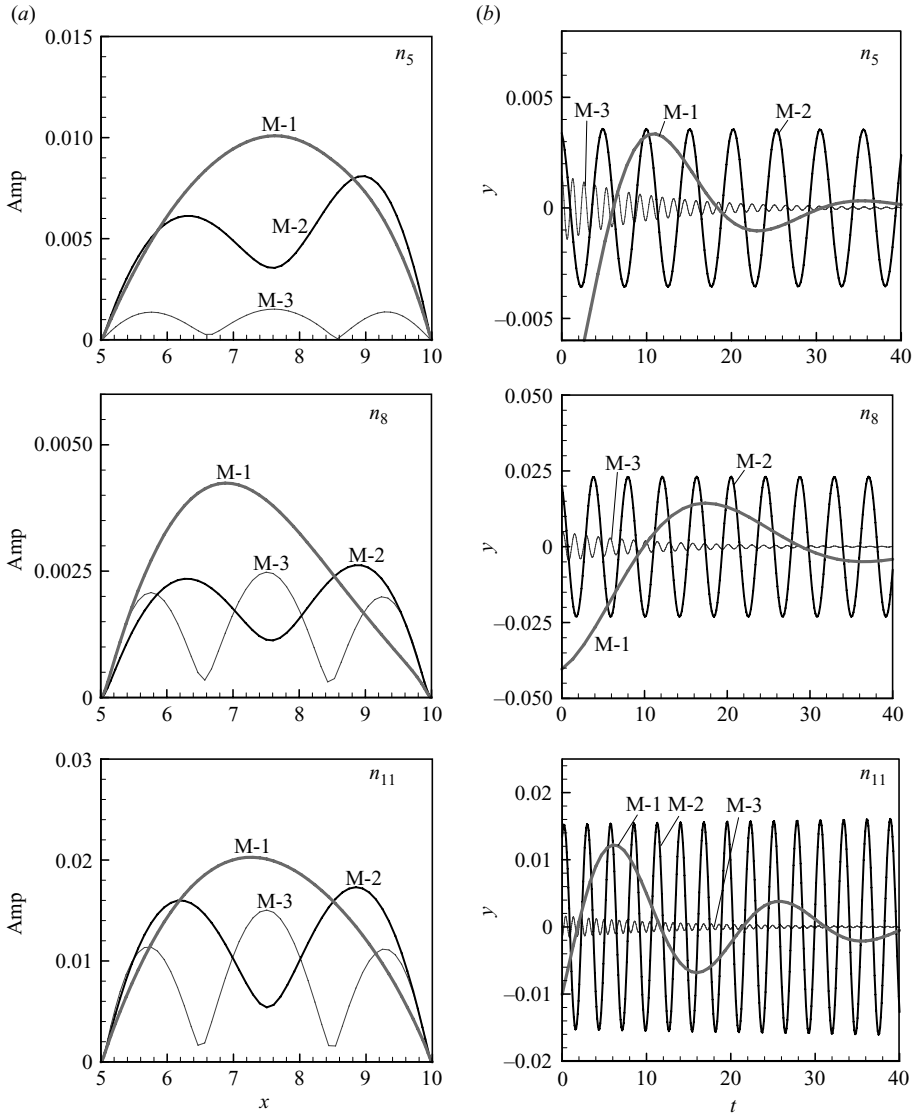 (a)
0.015
0.010
0.005
0
Amp
n5
M-1
M-2
M-3
5 6 7 8 9 10
(b)
0.005
0
–0.005
y
n5
M-3
M-1
M-2
0 10 20 30 40
0.0050
0.0025
0
Amp
n8
M-1
M-3
M-2
5 6 7 8 9 10
0.050
0.025
0
–0.025
–0.050
y
n8
M-3
M-2
M-1
0 10 20 30 40
0.03
0.02
0.01
0
Amp
n11
M-1
M-3
M-2
5 6 7 8 9 10
x
0.02
0.01
0
–0.01
–0.02
y
n11
M-1
M-2
M-3
0 10 20 30 40
t